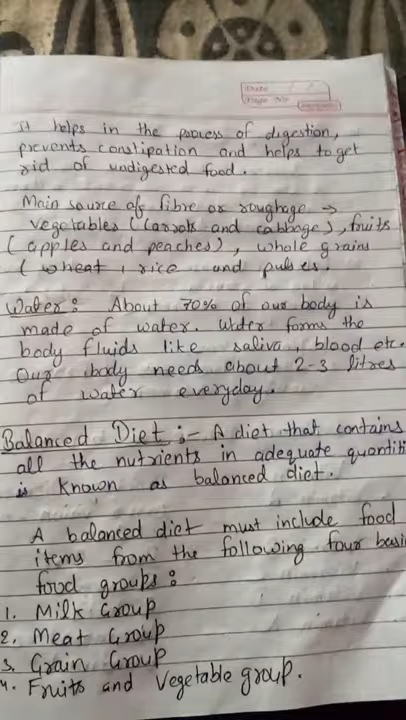 Date
Page No
It helps in the process of digestion,
prevents constipation and helps to get
rid of undigested food.
Main source of fibre or roughage →
vegetables (carrots and cabbage), fruits
(apples and peaches), whole grains
(wheat, rice and pulses.
Water: About 70% of our body is
made of water. Water forms the
body fluids like saliva, blood etc.
Our body needs about 2-3 litres
of water everyday.
Balanced Diet :- A diet that contains
all the nutrients in adequate quantiti
is known as balanced diet.
A balanced diet must include food
items from the following four basi
food groups :
1. Milk Group
2. Meat Group
3. Grain Group
4. Fruits and Vegetable group.